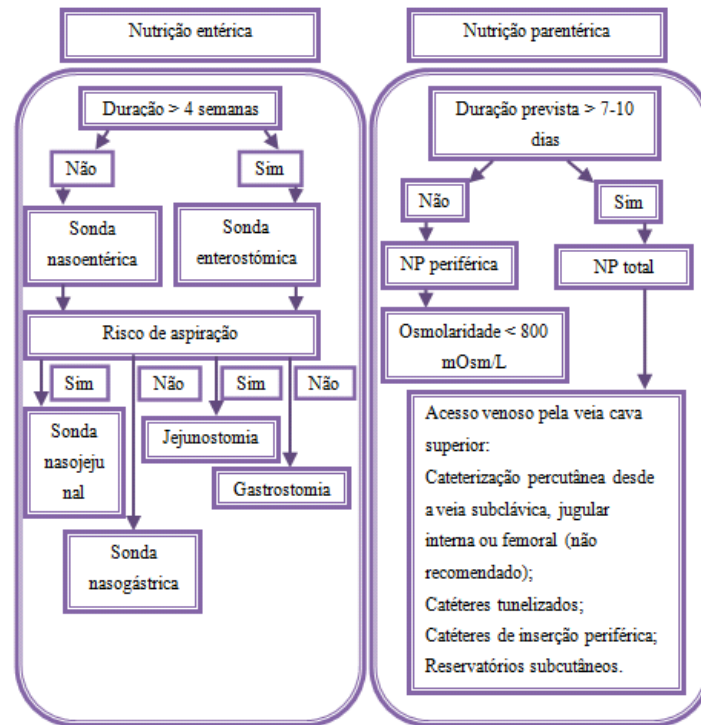 Nutrição entérica
Duração > 4 semanas
Não
Sim
Sonda
nasoentérica
Sonda
enterostómica
Risco de aspiração
Sim
Não
Sim
Não
Sonda
nasojeju
nal
Jejunostomia
Gastrostomia
Sonda
nasogástrica
Nutrição parentérica
Duração prevista > 7-10
dias
Não
Sim
NP periférica
NP total
Osmolaridade < 800
mOsm/L
Acesso venoso pela veia cava
superior:
Cateterização percutânea desde
a veia subclávica, jugular
interna ou femoral (não
recomendado);
Catéteres tunelizados;
Catéteres de inserção periférica;
Reservatórios subcutâneos.